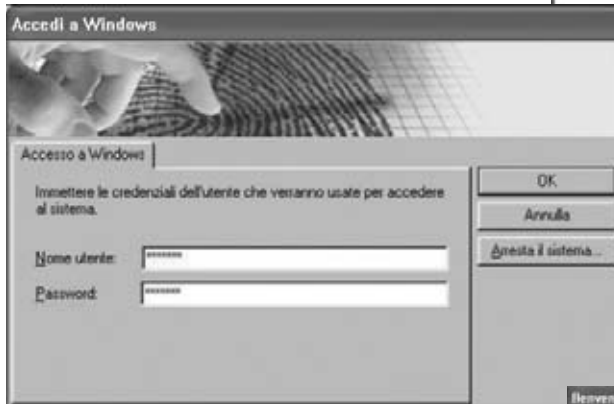 Accedi a Windows
Accesso a Windows
Immettere le credenziali dell'utente che verranno usate per accedere
al sistema.
Nome utente: *******
Password: *******
OK
Annulla
Arresta il sistema...